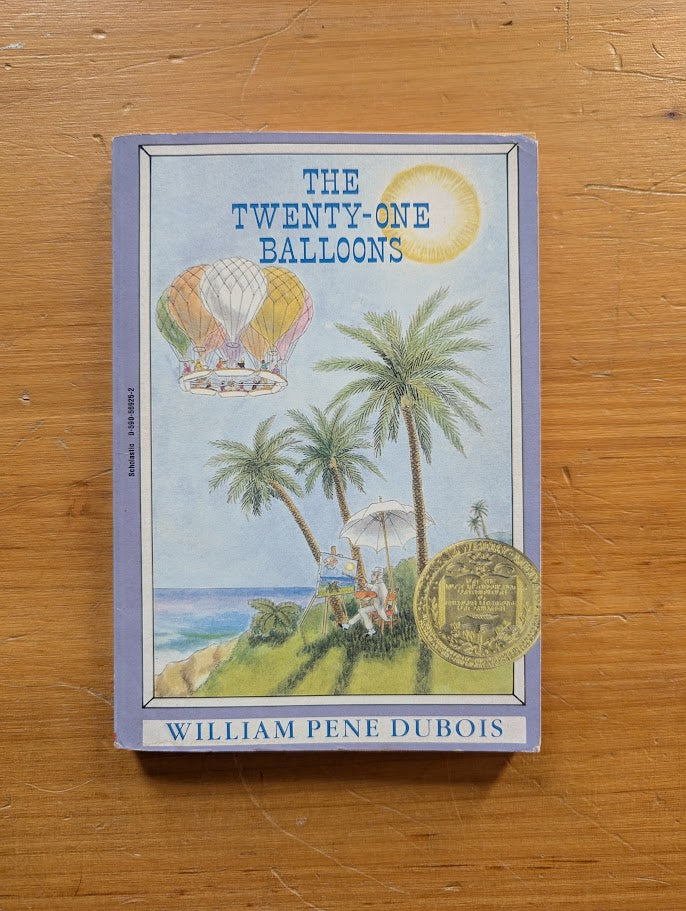 THE
TWENTY-ONE
BALLOONS
Scholastic 0-590-56925-2
WILLIAM PENE DUBOIS